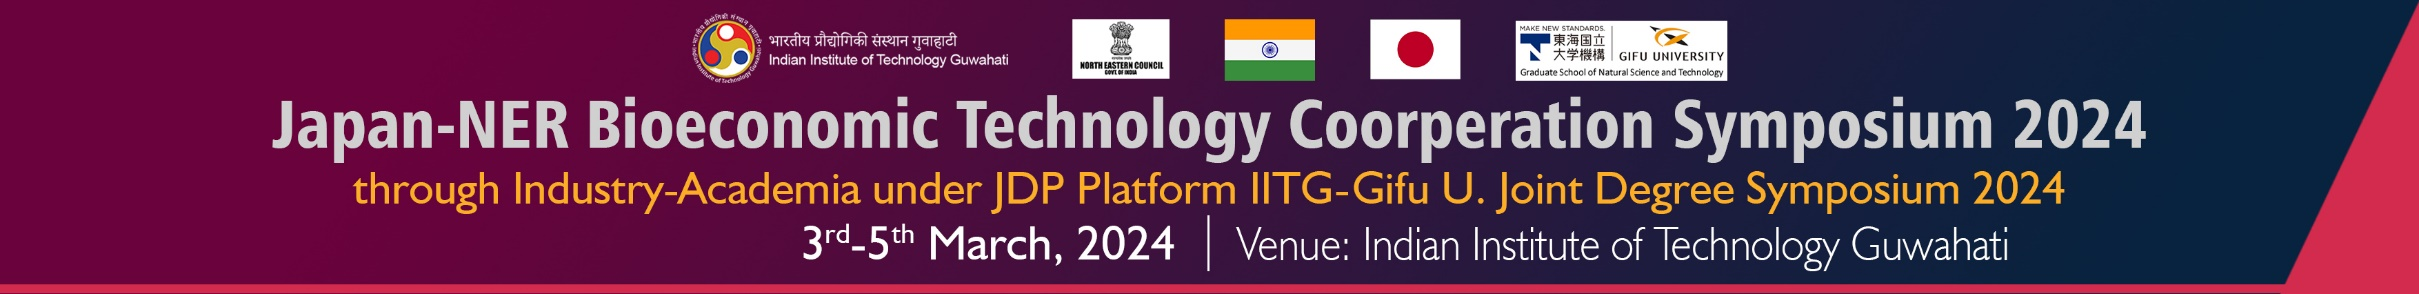 भारतीय प्रौद्योगिकी संस्थान गुवाहाटी
Indian Institute of Technology Guwahati
NORTH EASTERN COUNCIL
GOVT. OF INDIA
MAKE NEW STANDARDS.
東海国立
大学機構
GIFU UNIVERSITY
Graduate School of Natural Science and Technology
Japan-NER Bioeconomic Technology Coorperation Symposium 2024
through Industry-Academia under JDP Platform IITG-Gifu U. Joint Degree Symposium 2024
3rd-5th March, 2024
Venue: Indian Institute of Technology Guwahati